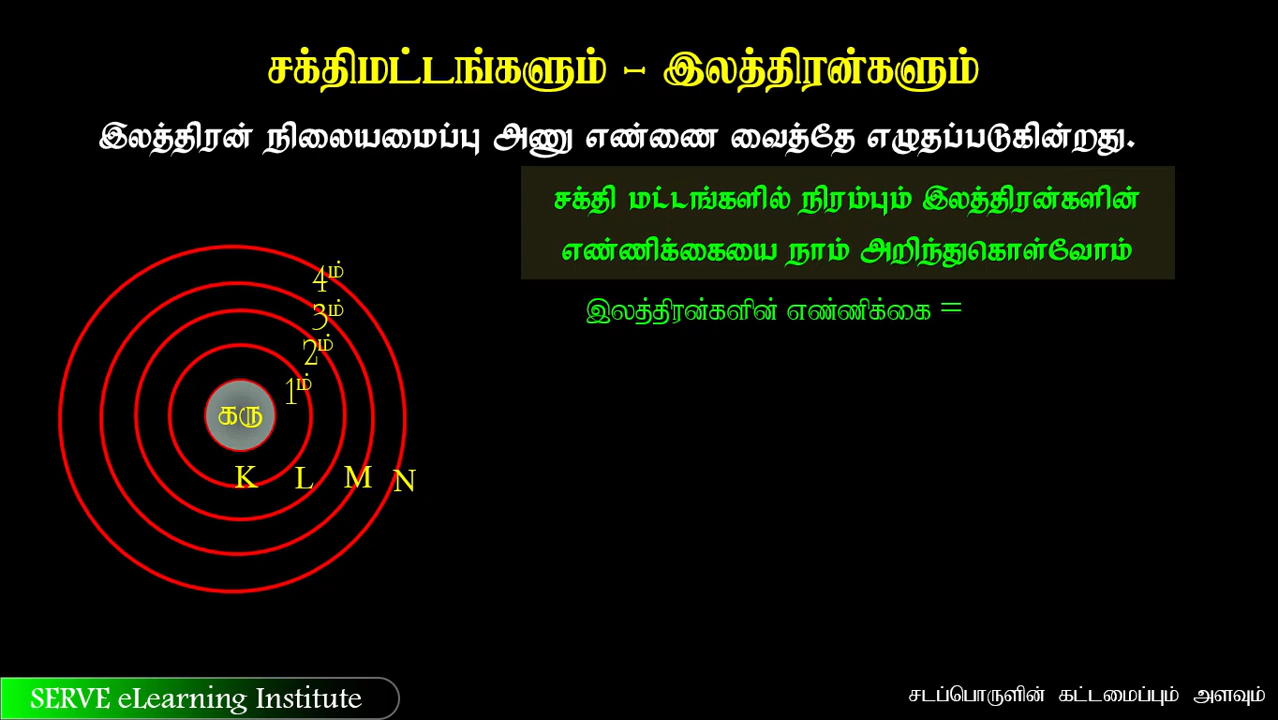 சக்திமட்டங்களும் - இலத்திரன்களும்
இலத்திரன் நிலையமைப்பு அணு எண்ணை வைத்தே எழுதப்படுகின்றது.
சக்தி மட்டங்களில் நிரம்பும் இலத்திரன்களின்
எண்ணிக்கையை நாம் அறிந்துகொள்வோம்
இலத்திரன்களின் எண்ணிக்கை =
4ம்
3ம்
2ம்
1ம்
கரு
K L M N
SERVE eLearning Institute
சடப்பொருளின் கட்டமைப்பும் அளவும்